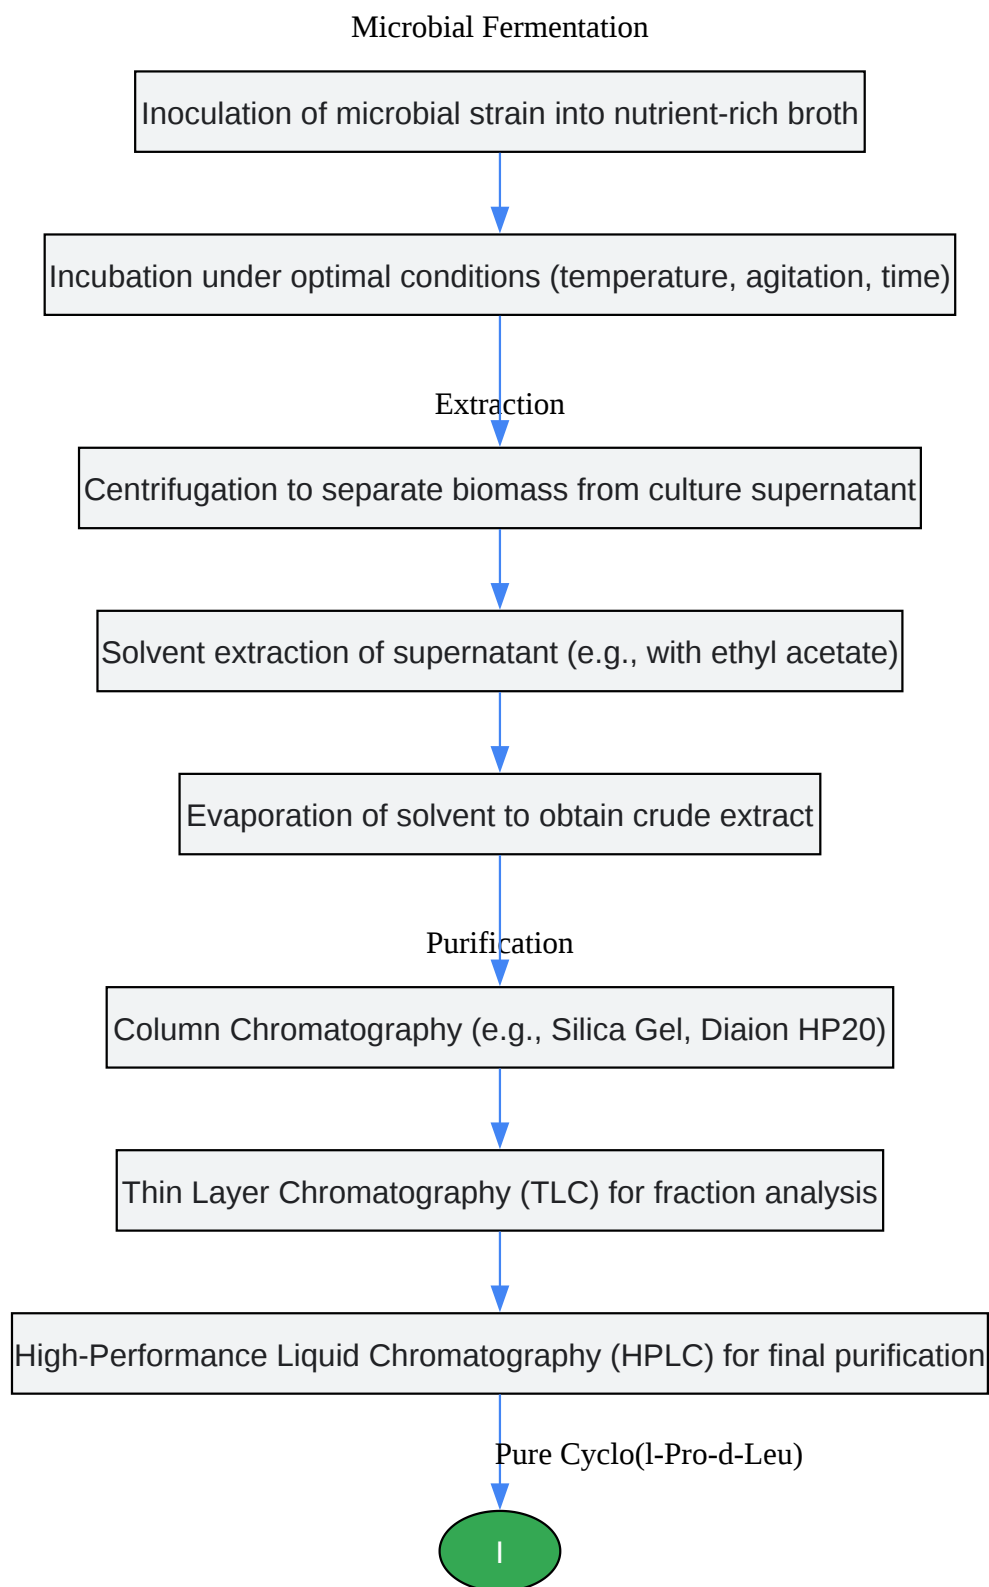 Microbial Fermentation
Inoculation of microbial strain into nutrient-rich broth
Incubation under optimal conditions (temperature, agitation, time)
Extraction
Centrifugation to separate biomass from culture supernatant
Solvent extraction of supernatant (e.g., with ethyl acetate)
Evaporation of solvent to obtain crude extract
Purification
Column Chromatography (e.g., Silica Gel, Diaion HP20)
Thin Layer Chromatography (TLC) for fraction analysis
High-Performance Liquid Chromatography (HPLC) for final purification
Pure Cyclo(l-Pro-d-Leu)
I